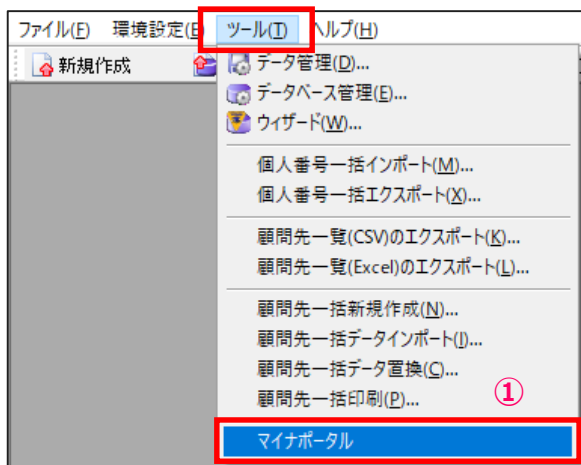 ファイル(F) 環境設定(E) ツール(T) ヘルプ(H)
新規作成
データ管理(D)...
データベース管理(E)...
ウィザード(W)...
個人番号一括インポート(M)...
個人番号一括エクスポート(X)...
顧問先一覧(CSV)のエクスポート(K)...
顧問先一覧(Excel)のエクスポート(L)...
顧問先一括新規作成(N)...
顧問先一括データインポート(I)...
顧問先一括データ置換(C)...
顧問先一括印刷(P)...
①
マイナポータル